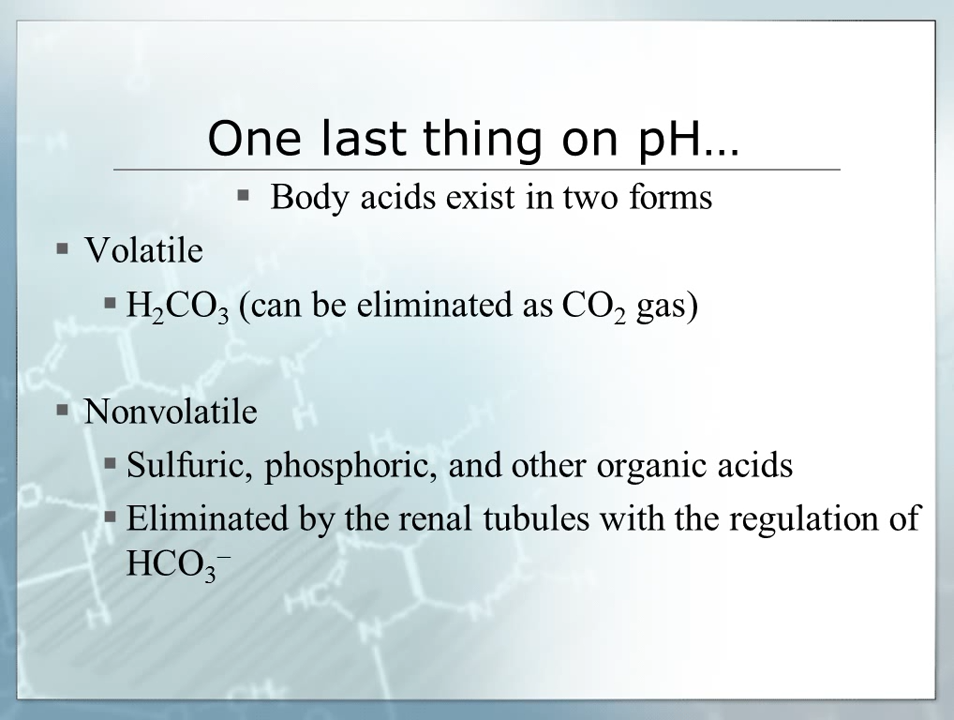 One last thing on pH…
▪ Body acids exist in two forms
▪ Volatile
▪ H₂CO₃ (can be eliminated as CO₂ gas)
▪ Nonvolatile
▪ Sulfuric, phosphoric, and other organic acids
▪ Eliminated by the renal tubules with the regulation of
HCO₃⁻